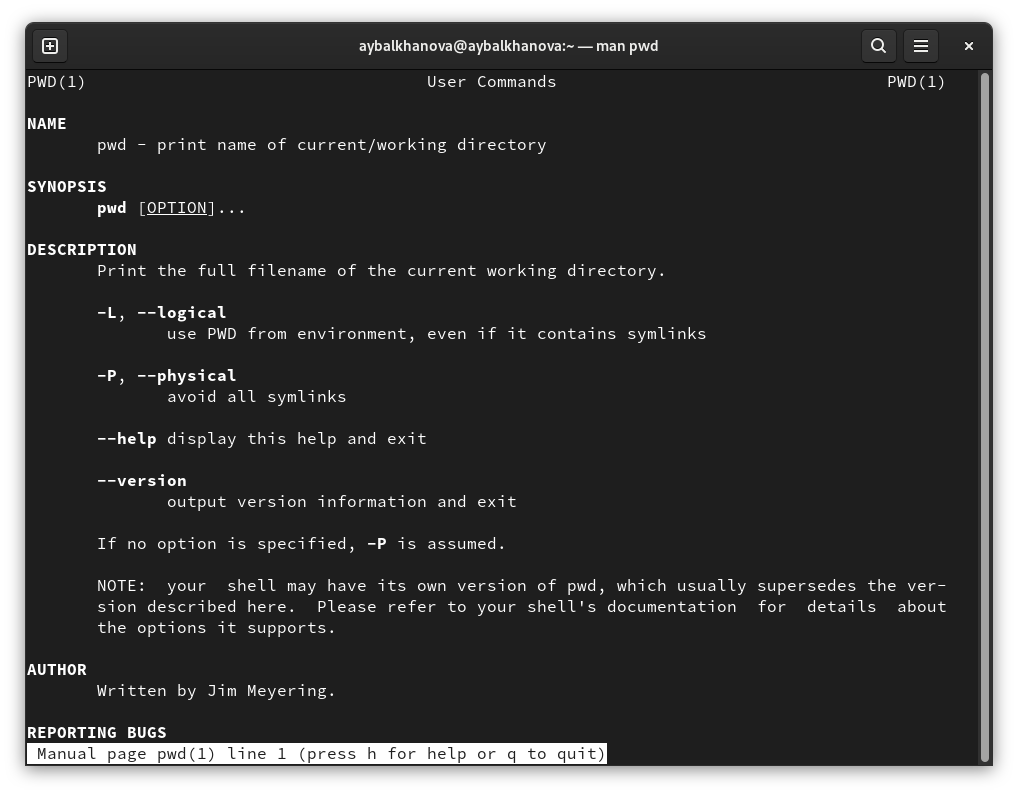 aybalkhanova@aybalkhanova:~ — man pwd
PWD(1) User Commands PWD(1)
NAME
pwd - print name of current/working directory
SYNOPSIS
pwd [OPTION]...
DESCRIPTION
Print the full filename of the current working directory.
-L, --logical
use PWD from environment, even if it contains symlinks
-P, --physical
avoid all symlinks
--help display this help and exit
--version
output version information and exit
If no option is specified, -P is assumed.
NOTE:  your  shell may have its own version of pwd, which usually supersedes the ver-
sion described here.  Please refer to your shell's documentation  for  details  about
the options it supports.
AUTHOR
Written by Jim Meyering.
REPORTING BUGS
Manual page pwd(1) line 1 (press h for help or q to quit)